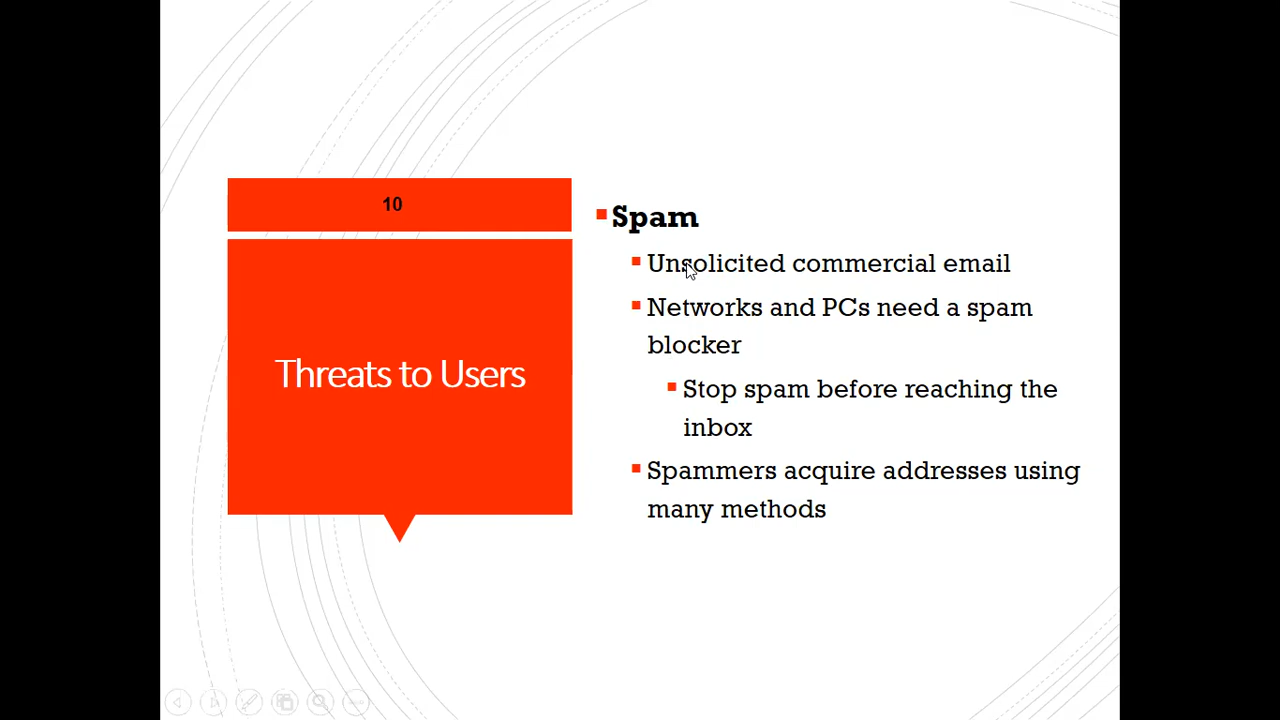 10
Threats to Users
Spam
Unsolicited commercial email
Networks and PCs need a spam
blocker
Stop spam before reaching the
inbox
Spammers acquire addresses using
many methods